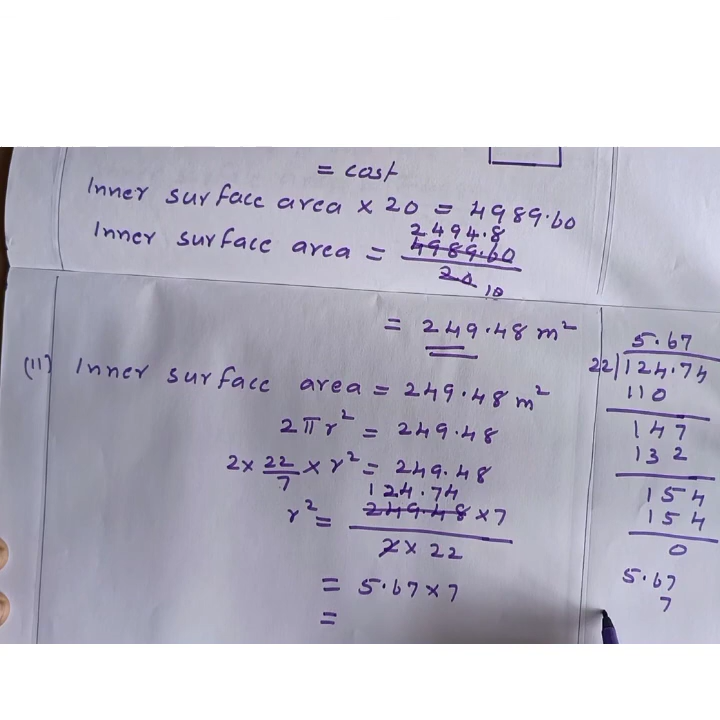 = cost
Inner surface area × 20 = 4989.60
2494.8
Inner surface area = 4989.60
20 10
= 249.48 m²
(ii) Inner surface area = 249.48 m²
2πr² = 249.48
2 × 22/7 × r² = 249.48
124.74
r² = 249.48 × 7
2 × 22
= 5.67 × 7
=
5.67
22)124.74
110
147
132
154
154
0
5.67
7